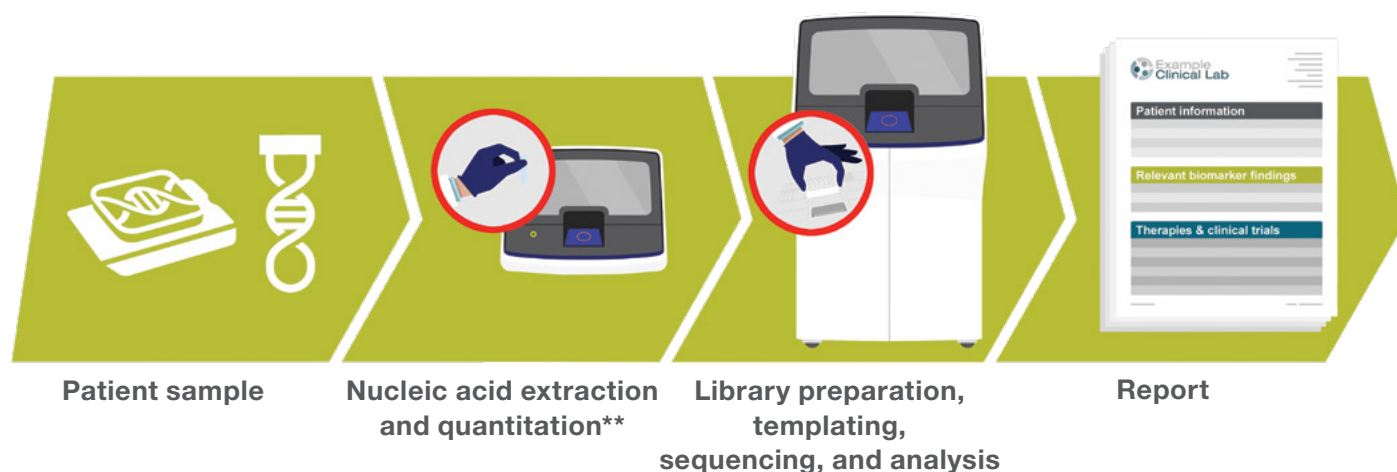 Example
Clinical Lab
Patient information
Relevant biomarker findings
Therapies & clinical trials
Patient sample
Nucleic acid extraction
and quantitation**
Library preparation,
templating,
sequencing, and analysis
Report